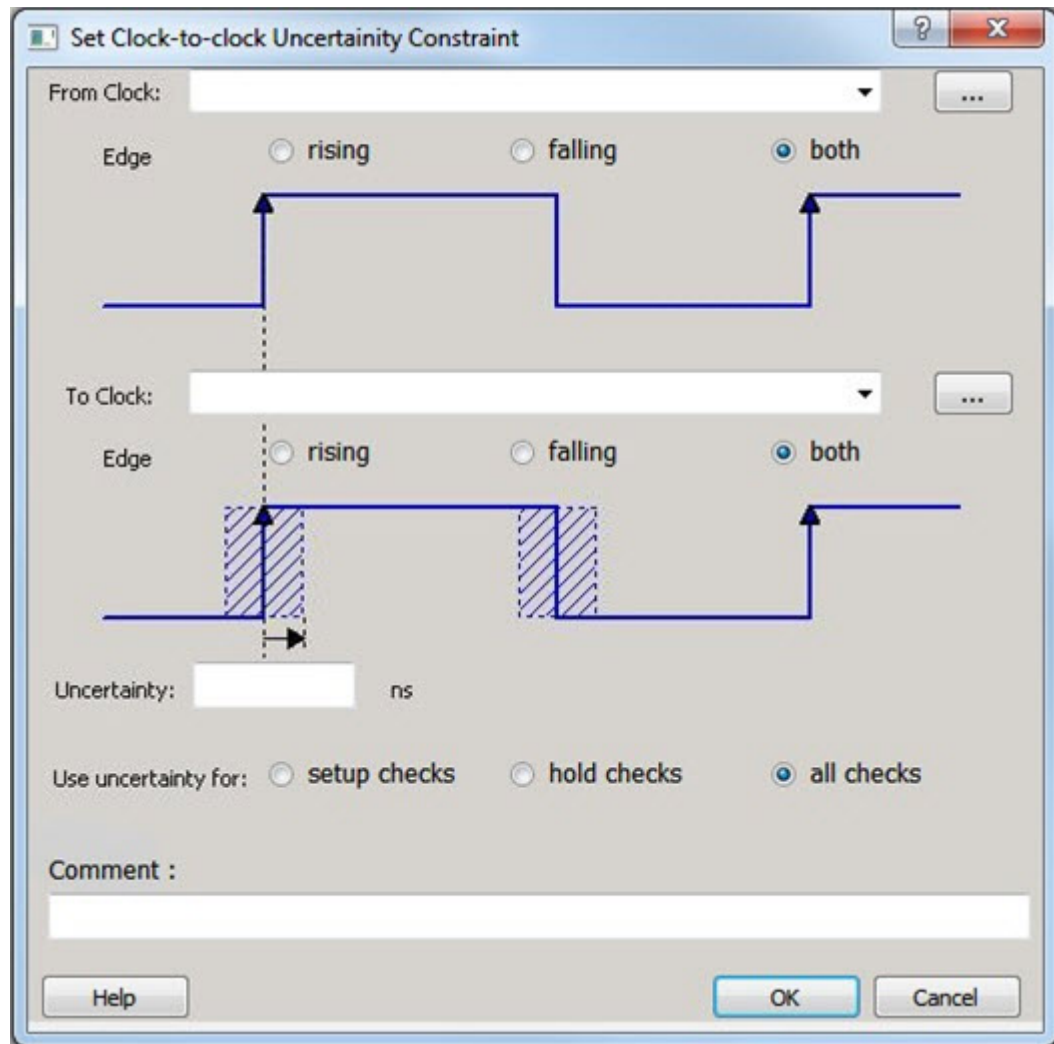 Set Clock-to-clock Uncertainity Constraint
From Clock: ...
Edge rising falling both
To Clock: ...
Edge rising falling both
Uncertainty: ns
Use uncertainty for: setup checks hold checks all checks
Comment :
Help OK Cancel